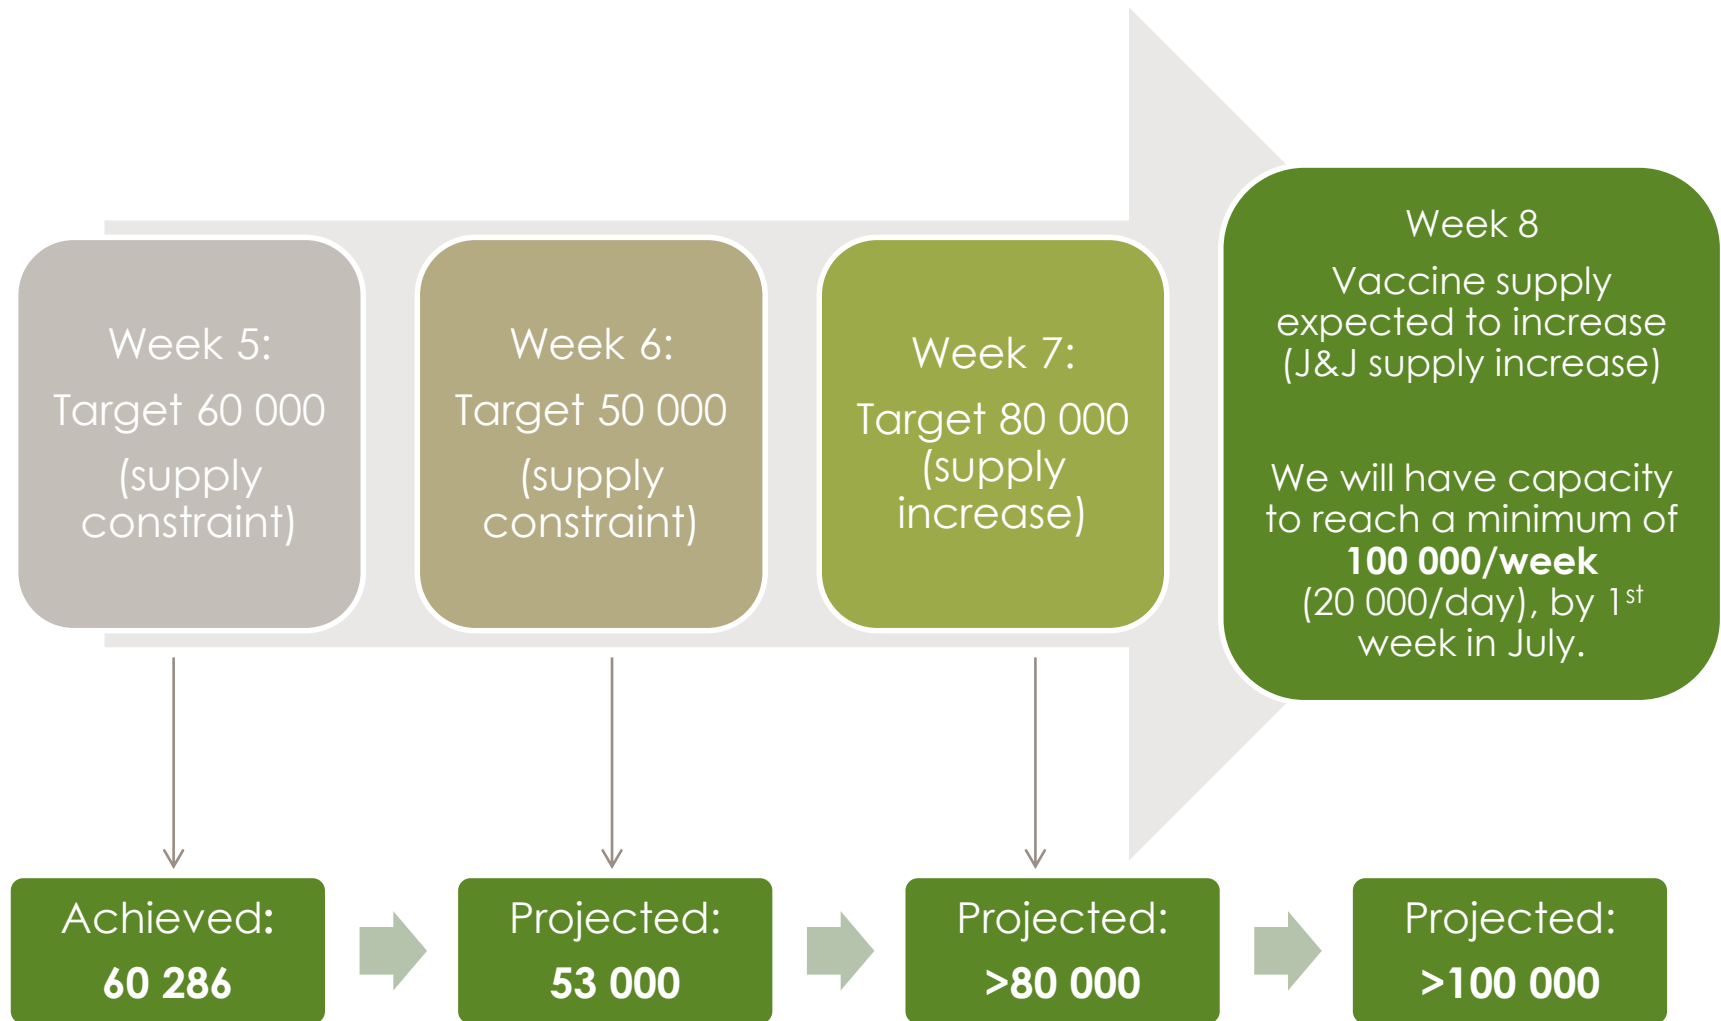 Week 5:
Target 60 000
(supply
constraint)
Week 6:
Target 50 000
(supply
constraint)
Week 7:
Target 80 000
(supply
increase)
Week 8
Vaccine supply
expected to increase
(J&J supply increase)
We will have capacity
to reach a minimum of
100 000/week
(20 000/day), by 1st
week in July.
Achieved:
60 286
Projected:
53 000
Projected:
>80 000
Projected:
>100 000